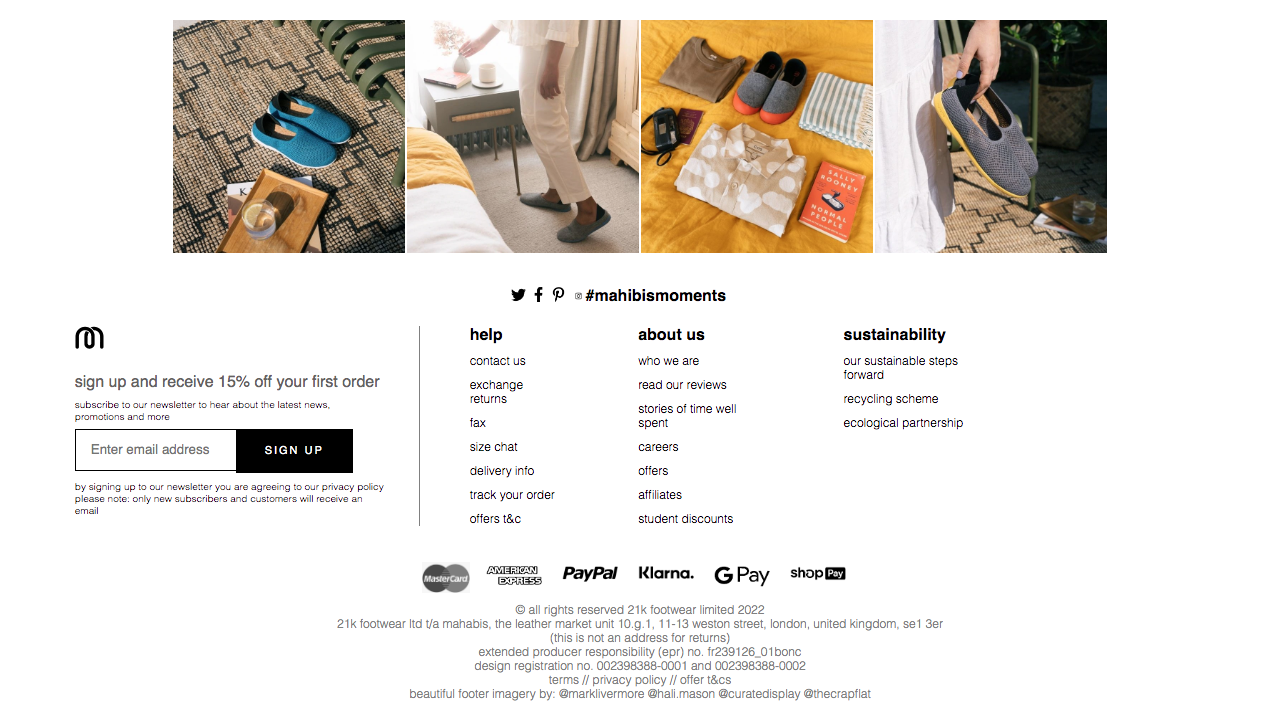 SALLY
ROONEY
NORMAL
PEOPLE
#mahibismoments
sign up and receive 15% off your first order
subscribe to our newsletter to hear about the latest news,
promotions and more
Enter email address
SIGN UP
by signing up to our newsletter you are agreeing to our privacy policy
please note: only new subscribers and customers will receive an
email
help
contact us
exchange
returns
fax
size chat
delivery info
track your order
offers t&c
about us
who we are
read our reviews
stories of time well
spent
careers
offers
affiliates
student discounts
sustainability
our sustainable steps
forward
recycling scheme
ecological partnership
MasterCard
AMERICAN
EXPRESS
PayPal
Klarna.
G Pay
shop Pay
© all rights reserved 21k footwear limited 2022
21k footwear ltd t/a mahabis, the leather market unit 10.g.1, 11-13 weston street, london, united kingdom, se1 3er
(this is not an address for returns)
extended producer responsibility (epr) no. fr239126_01bonc
design registration no. 002398388-0001 and 002398388-0002
terms // privacy policy // offer t&cs
beautiful footer imagery by: @marklivermore @hali.mason @curatedisplay @thecrapflat